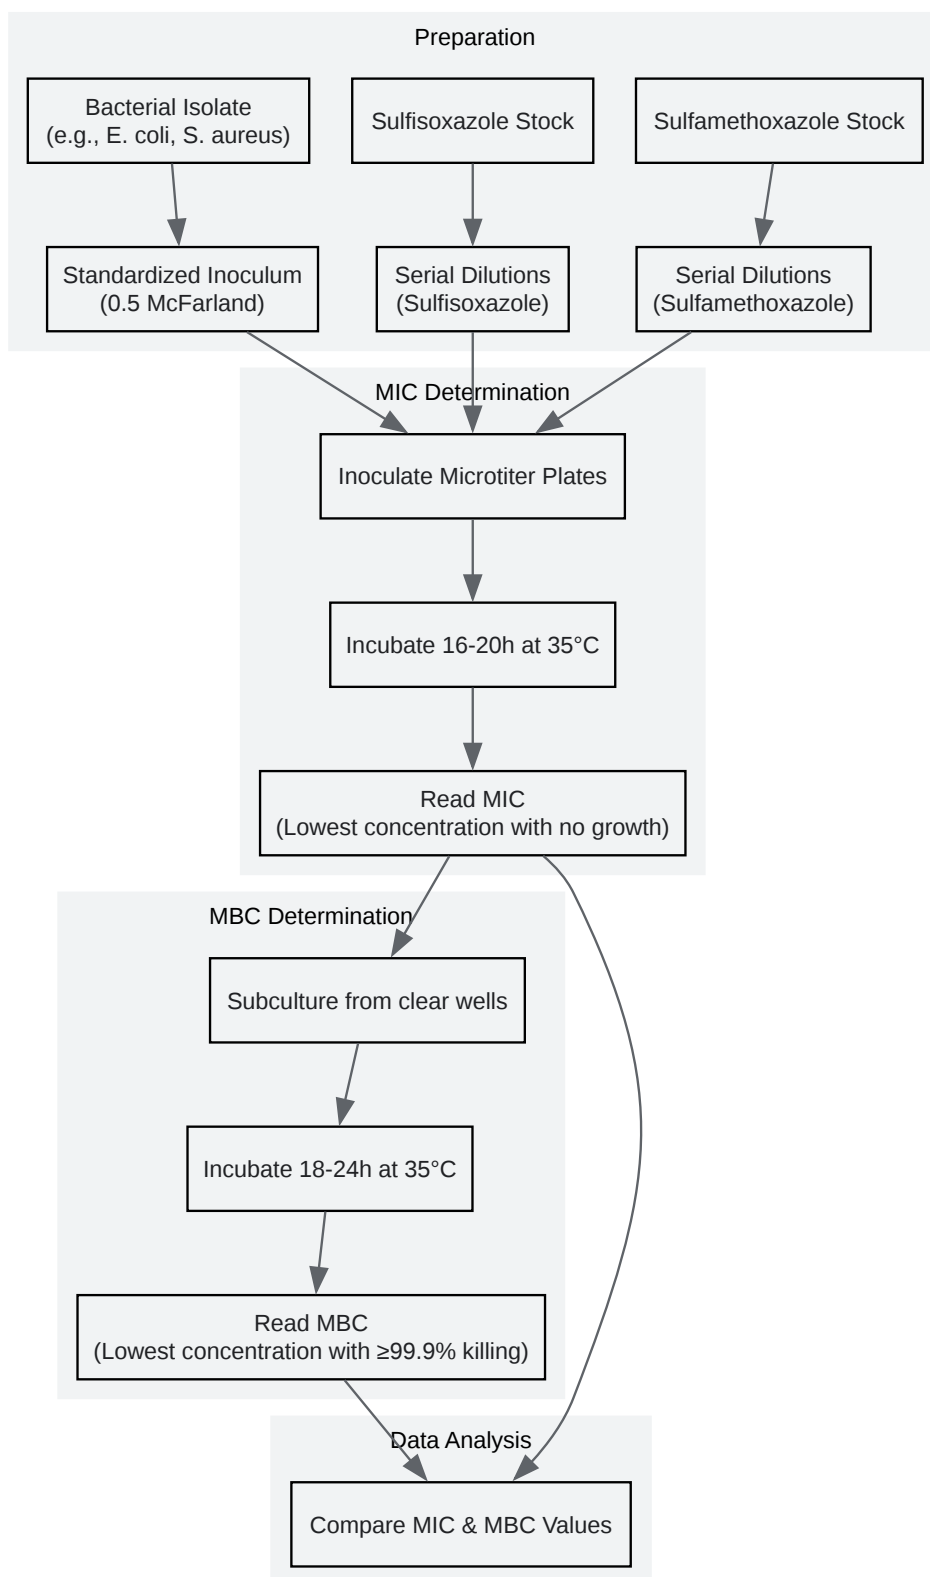 Preparation
Bacterial Isolate
(e.g., E. coli, S. aureus)
Sulfisoxazole Stock
Sulfamethoxazole Stock
Standardized Inoculum
(0.5 McFarland)
Serial Dilutions
(Sulfisoxazole)
Serial Dilutions
(Sulfamethoxazole)
MIC Determination
Inoculate Microtiter Plates
Incubate 16-20h at 35°C
Read MIC
(Lowest concentration with no growth)
MBC Determination
Subculture from clear wells
Incubate 18-24h at 35°C
Read MBC
(Lowest concentration with ≥99.9% killing)
Data Analysis
Compare MIC & MBC Values